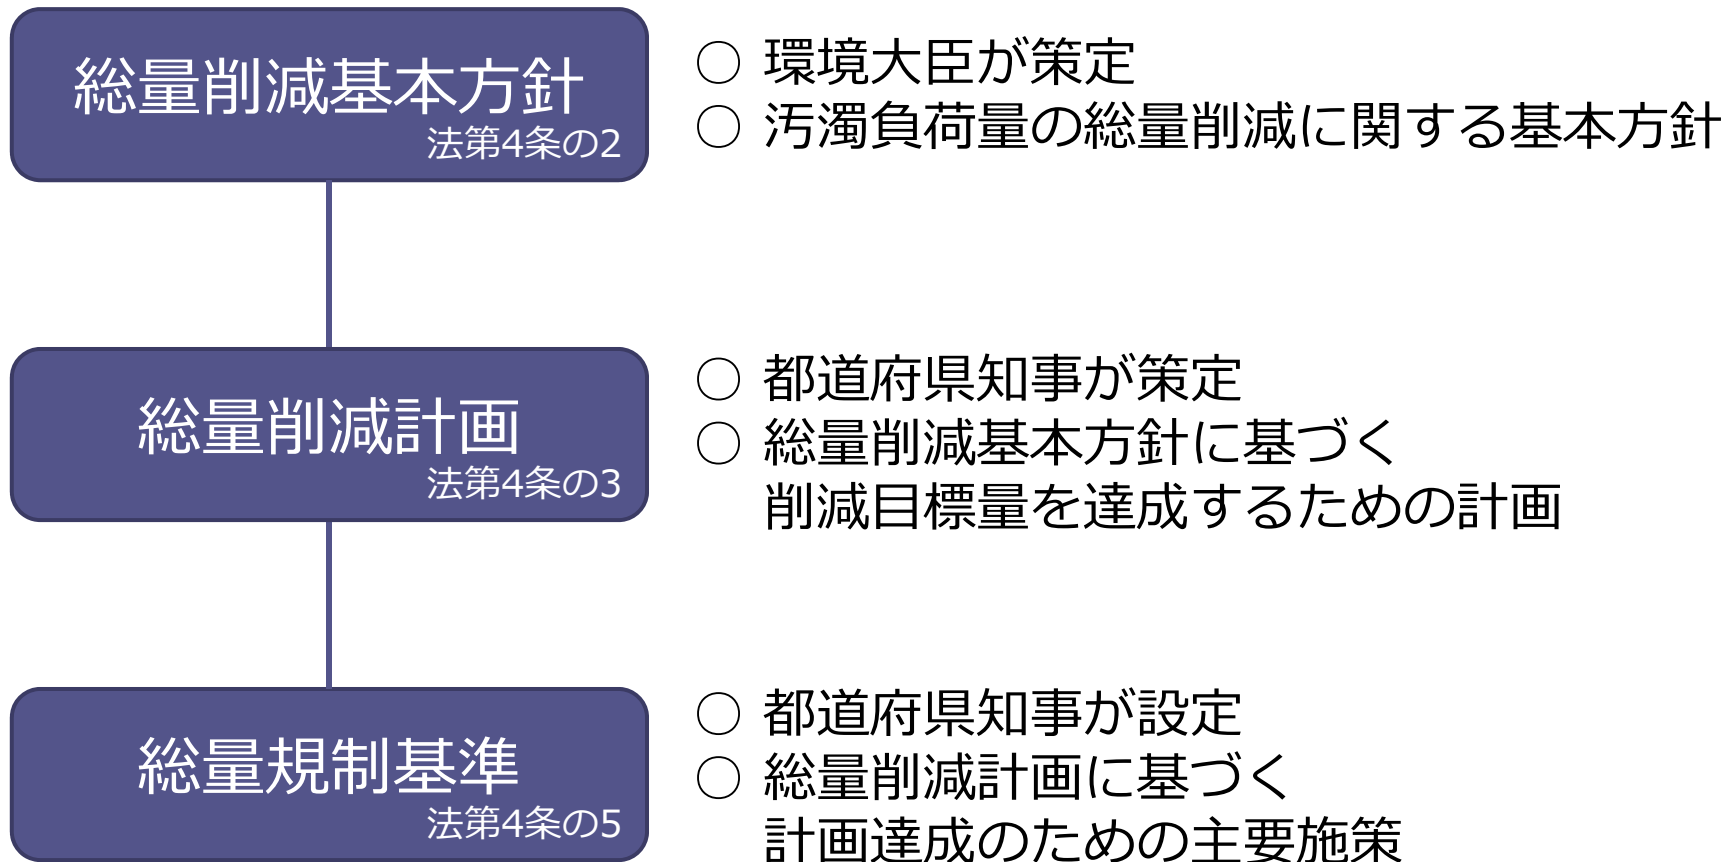 総量削減基本方針
法第4条の2
○ 環境大臣が策定
○ 汚濁負荷量の総量削減に関する基本方針
総量削減計画
法第4条の3
○ 都道府県知事が策定
○ 総量削減基本方針に基づく
削減目標量を達成するための計画
総量規制基準
法第4条の5
○ 都道府県知事が設定
○ 総量削減計画に基づく
計画達成のための主要施策